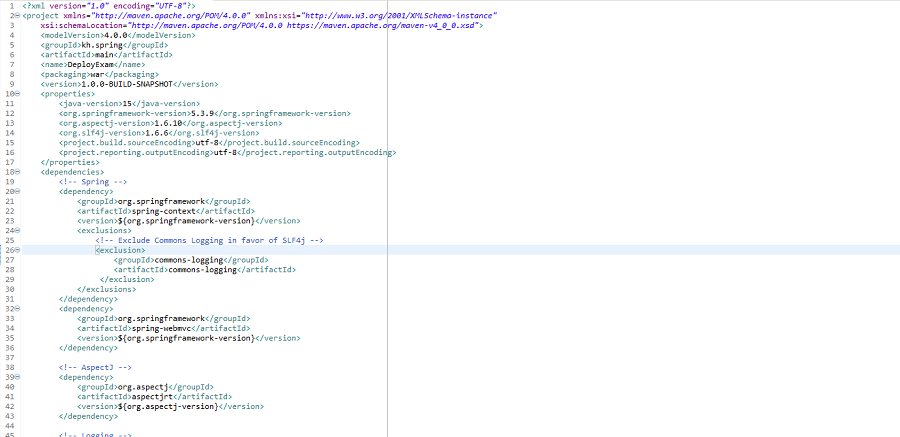 1 <?xml version="1.0" encoding="UTF-8"?>
2 <project xmlns="http://maven.apache.org/POM/4.0.0" xmlns:xsi="http://www.w3.org/2001/XMLSchema-instance"
3     xsi:schemaLocation="http://maven.apache.org/POM/4.0.0 https://maven.apache.org/maven-v4_0_0.xsd">
4     <modelVersion>4.0.0</modelVersion>
5     <groupId>kh.spring</groupId>
6     <artifactId>main</artifactId>
7     <name>DeployExam</name>
8     <packaging>war</packaging>
9     <version>1.0.0-BUILD-SNAPSHOT</version>
10     <properties>
11         <java-version>15</java-version>
12         <org.springframework-version>5.3.9</org.springframework-version>
13         <org.aspectj-version>1.6.10</org.aspectj-version>
14         <org.slf4j-version>1.6.6</org.slf4j-version>
15         <project.build.sourceEncoding>utf-8</project.build.sourceEncoding>
16         <project.reporting.outputEncoding>utf-8</project.reporting.outputEncoding>
17     </properties>
18     <dependencies>
19         <!-- Spring -->
20         <dependency>
21             <groupId>org.springframework</groupId>
22             <artifactId>spring-context</artifactId>
23             <version>${org.springframework-version}</version>
24             <exclusions>
25                 <!-- Exclude Commons Logging in favor of SLF4j -->
26                 <exclusion>
27                     <groupId>commons-logging</groupId>
28                     <artifactId>commons-logging</artifactId>
29                  </exclusion>
30             </exclusions>
31         </dependency>
32         <dependency>
33             <groupId>org.springframework</groupId>
34             <artifactId>spring-webmvc</artifactId>
35             <version>${org.springframework-version}</version>
36         </dependency>
37
38         <!-- AspectJ -->
39         <dependency>
40             <groupId>org.aspectj</groupId>
41             <artifactId>aspectjrt</artifactId>
42             <version>${org.aspectj-version}</version>
43         </dependency>
44
45         <!-- Logging -->